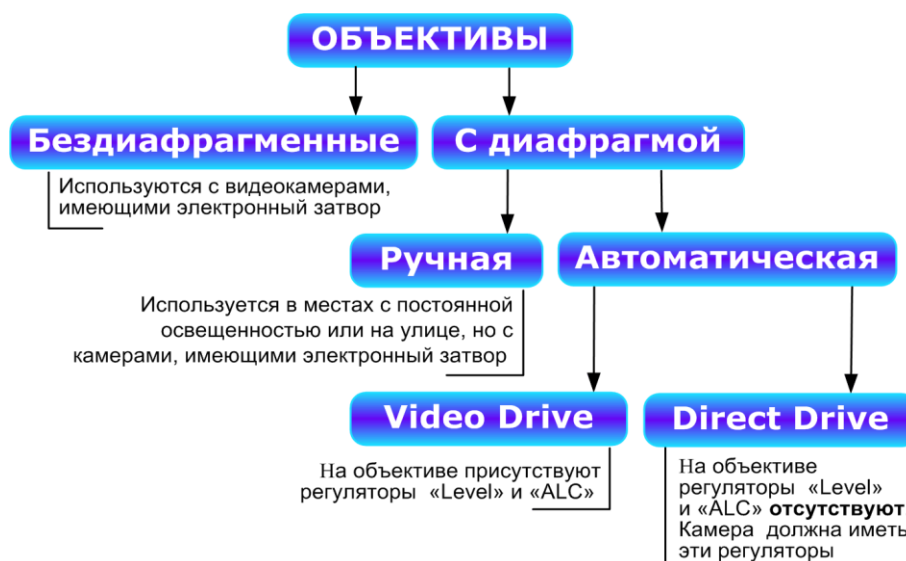 ОБЪЕКТИВЫ
Бездиафрагменные
С диафрагмой
Используются с видеокамерами,
имеющими электронный затвор
Ручная
Автоматическая
Используется в местах с постоянной
освещенностью или на улице, но с
камерами, имеющими электронный затвор
Video Drive
Direct Drive
На объективе присутствуют
регуляторы «Level» и «ALC»
На объективе
регуляторы «Level»
и «ALC» отсутствуют
Камера должна иметь
эти регуляторы